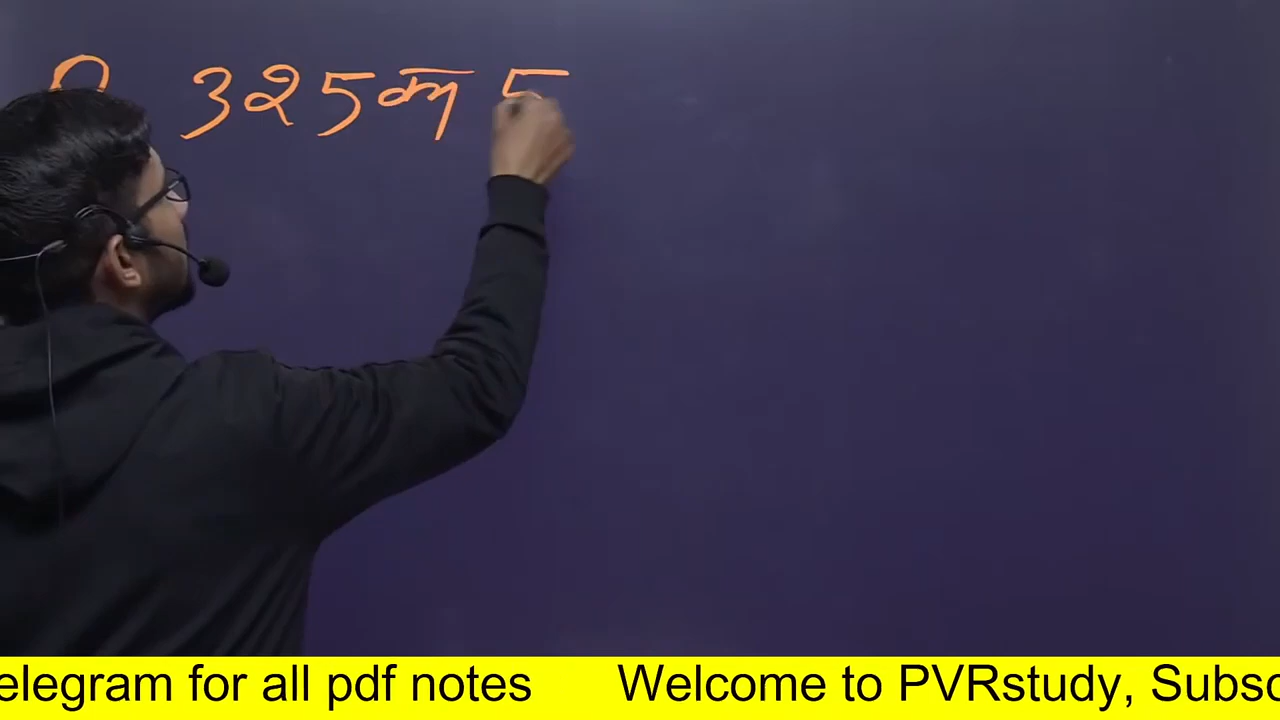 325 का 5
elegram for all pdf notes Welcome to PVRstudy, Subsc